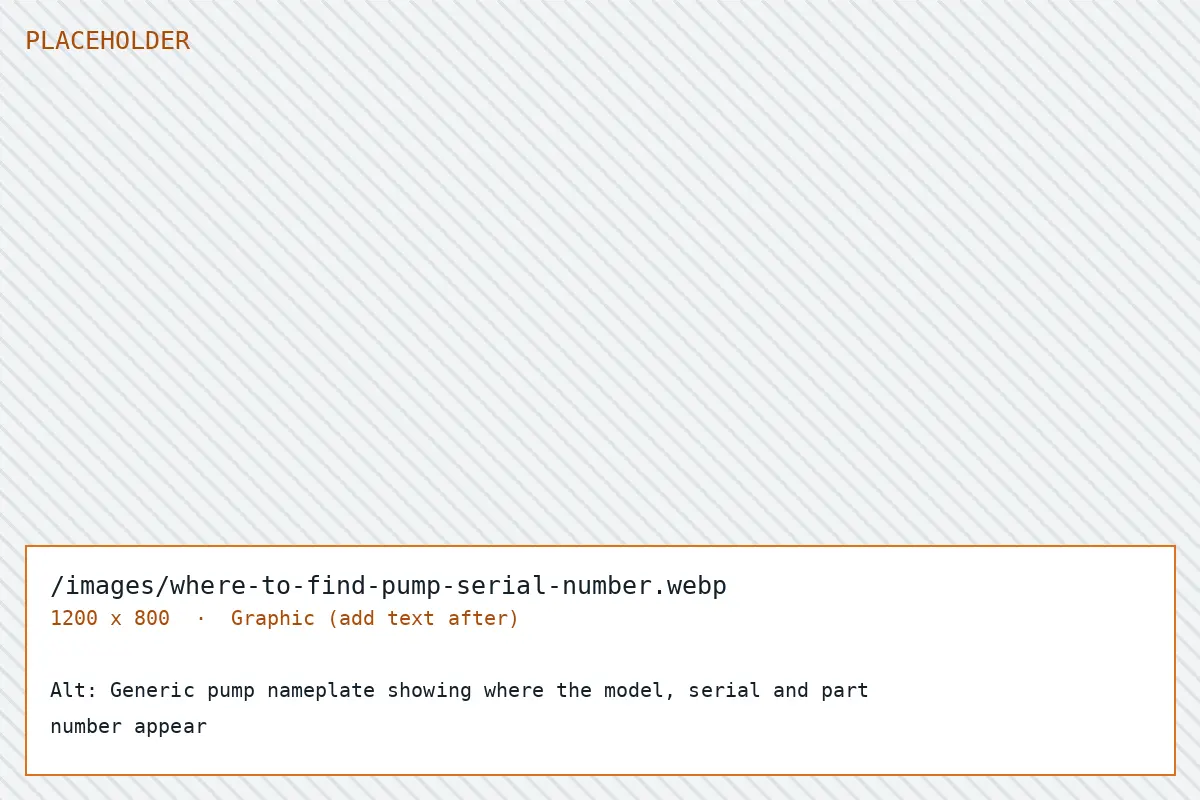 PLACEHOLDER
/images/where-to-find-pump-serial-number.webp
1200 x 800 · Graphic (add text after)
Alt: Generic pump nameplate showing where the model, serial and part
number appear